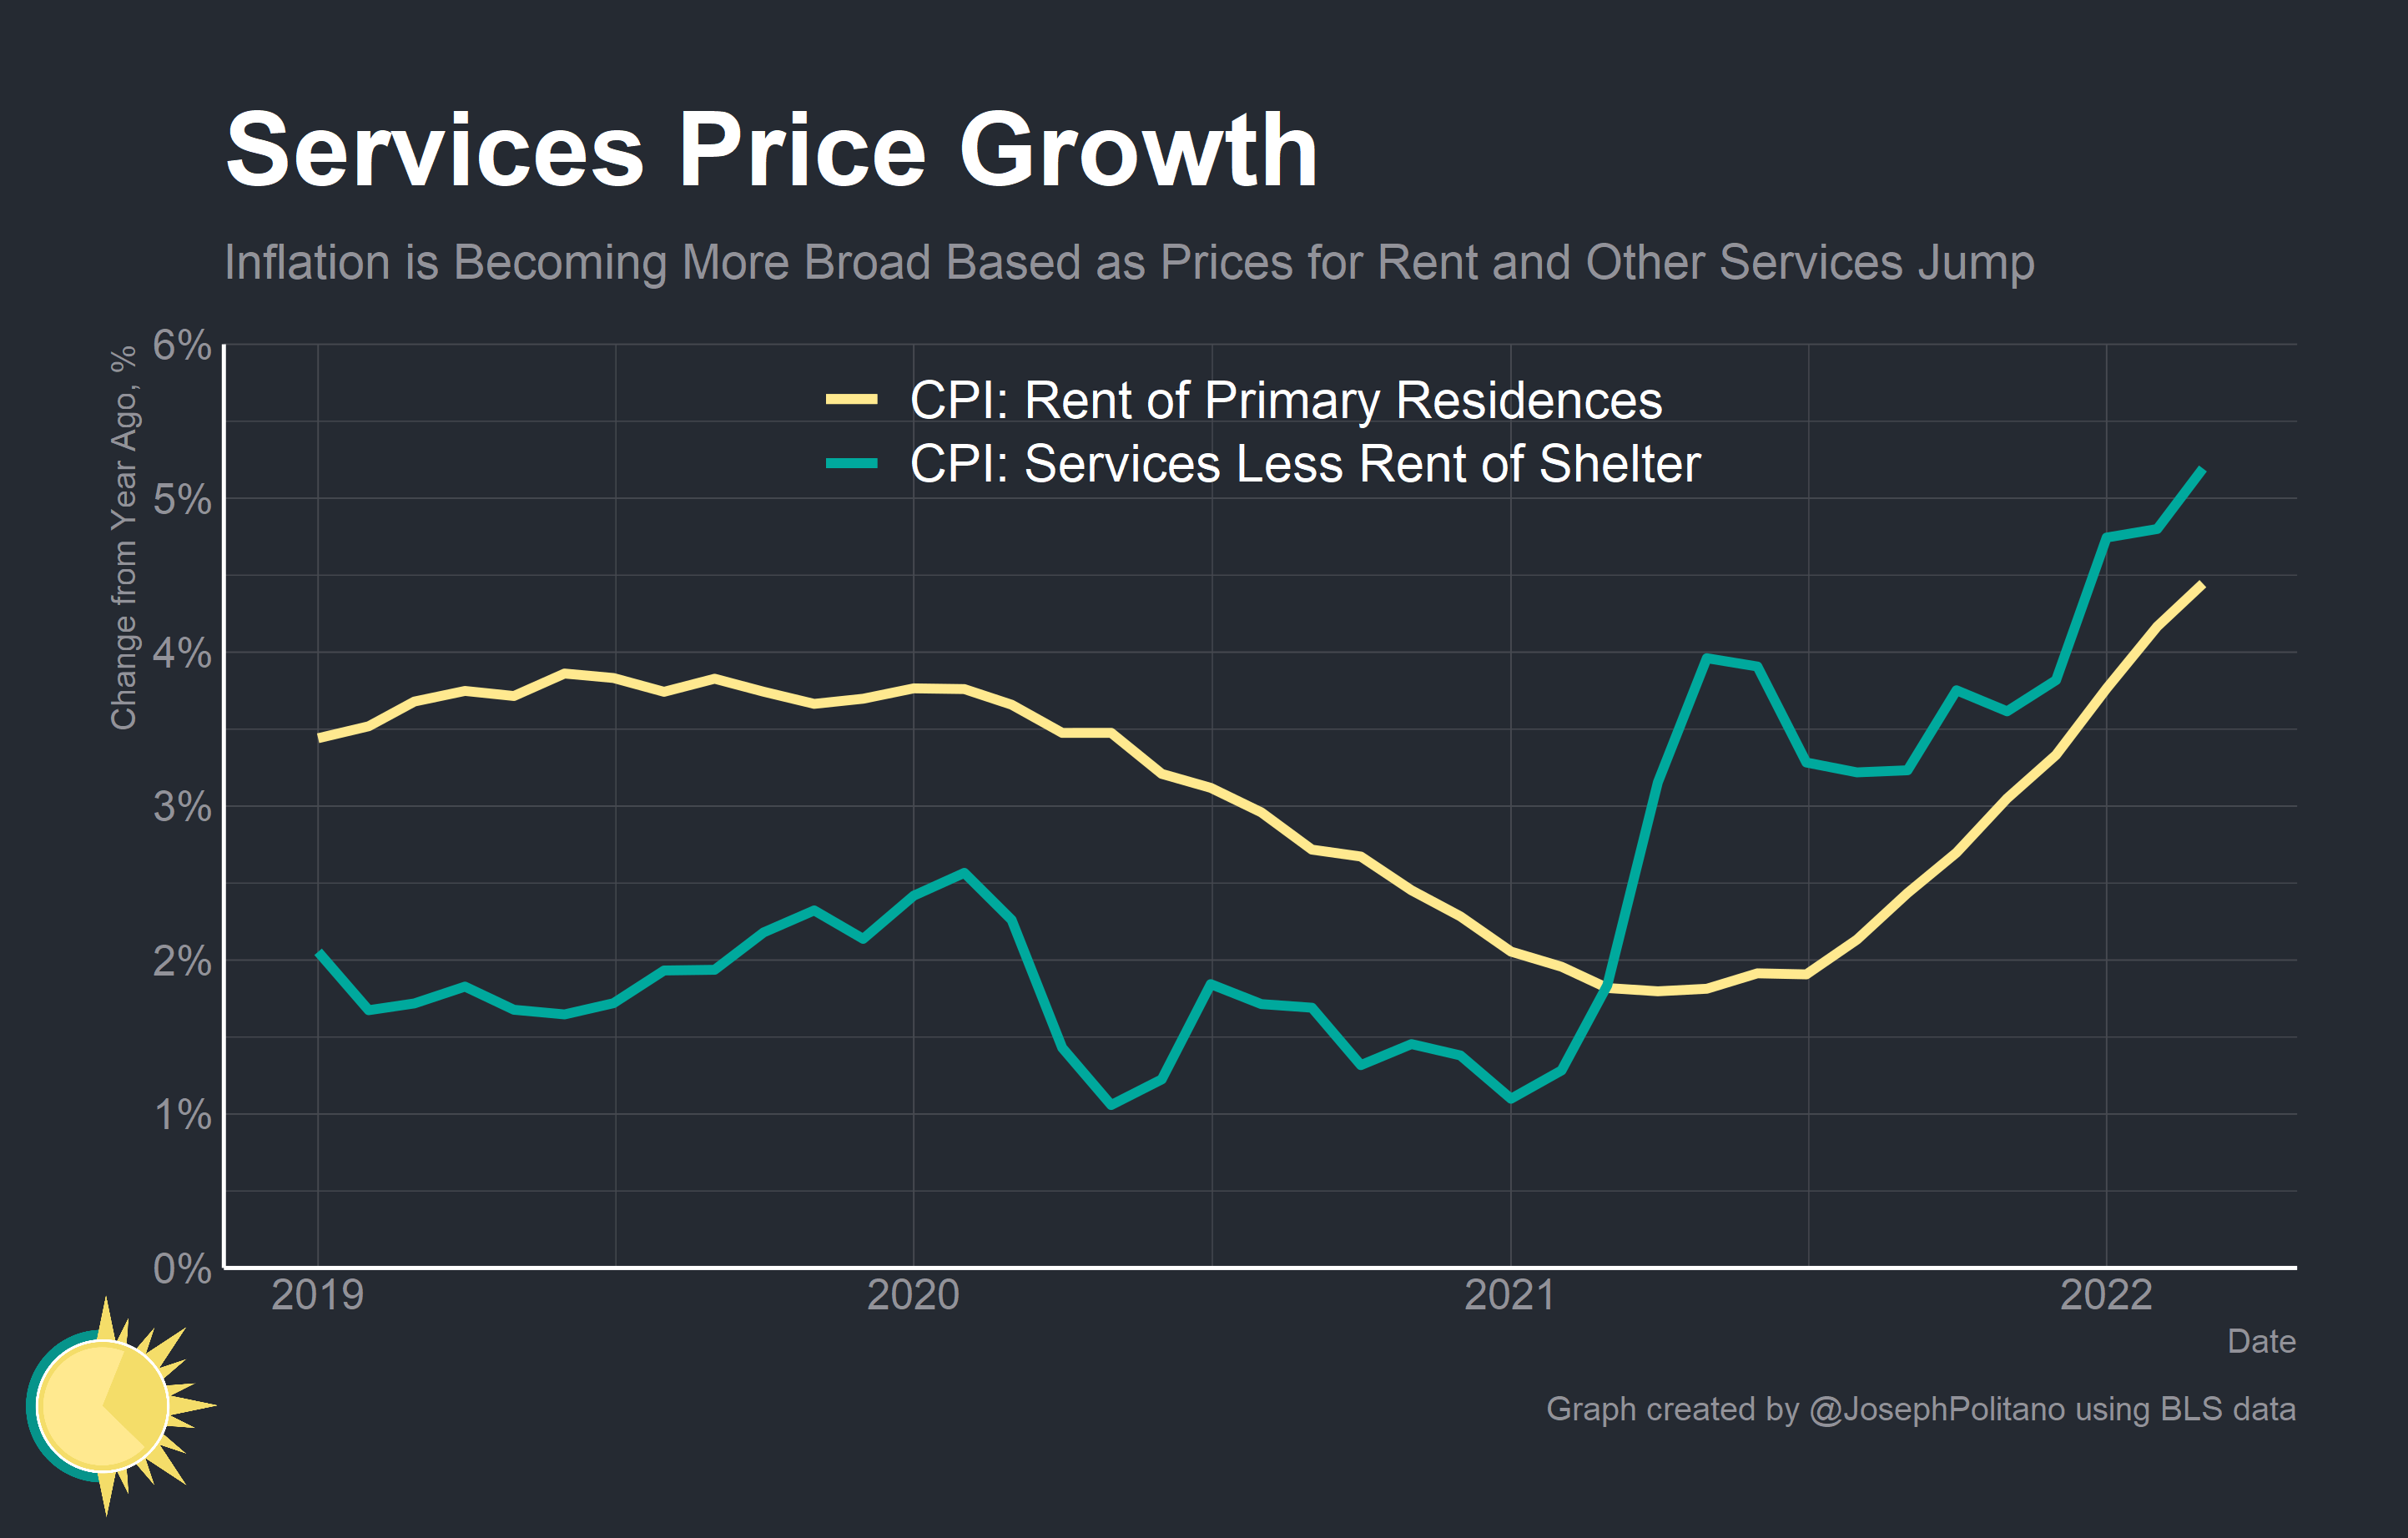 Services Price Growth
Inflation is Becoming More Broad Based as Prices for Rent and Other Services Jump
Change from Year Ago, %
6%
5%
4%
3%
2%
1%
0%
CPI: Rent of Primary Residences
CPI: Services Less Rent of Shelter
2019 2020 2021 2022
Date
Graph created by @JosephPolitano using BLS data